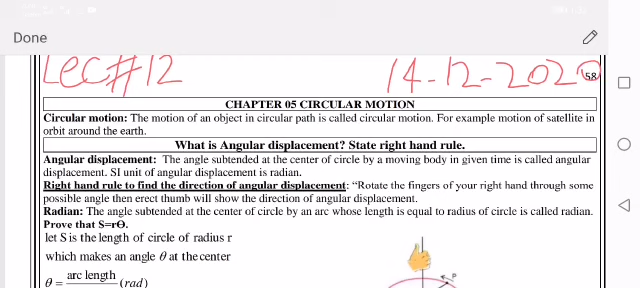 Done
Lec#12 14-12-2020
58
CHAPTER 05 CIRCULAR MOTION
Circular motion: The motion of an object in circular path is called circular motion. For example motion of satellite in
orbit around the earth.
What is Angular displacement? State right hand rule.
Angular displacement: The angle subtended at the center of circle by a moving body in given time is called angular
displacement. SI unit of angular displacement is radian.
Right hand rule to find the direction of angular displacement: “Rotate the fingers of your right hand through some
possible angle then erect thumb will show the direction of angular displacement.
Radian: The angle subtended at the center of circle by an arc whose length is equal to radius of circle is called radian.
Prove that S=rΘ.
let S is the length of circle of radius r
which makes an angle θ at the center
θ = arc length (rad)
P